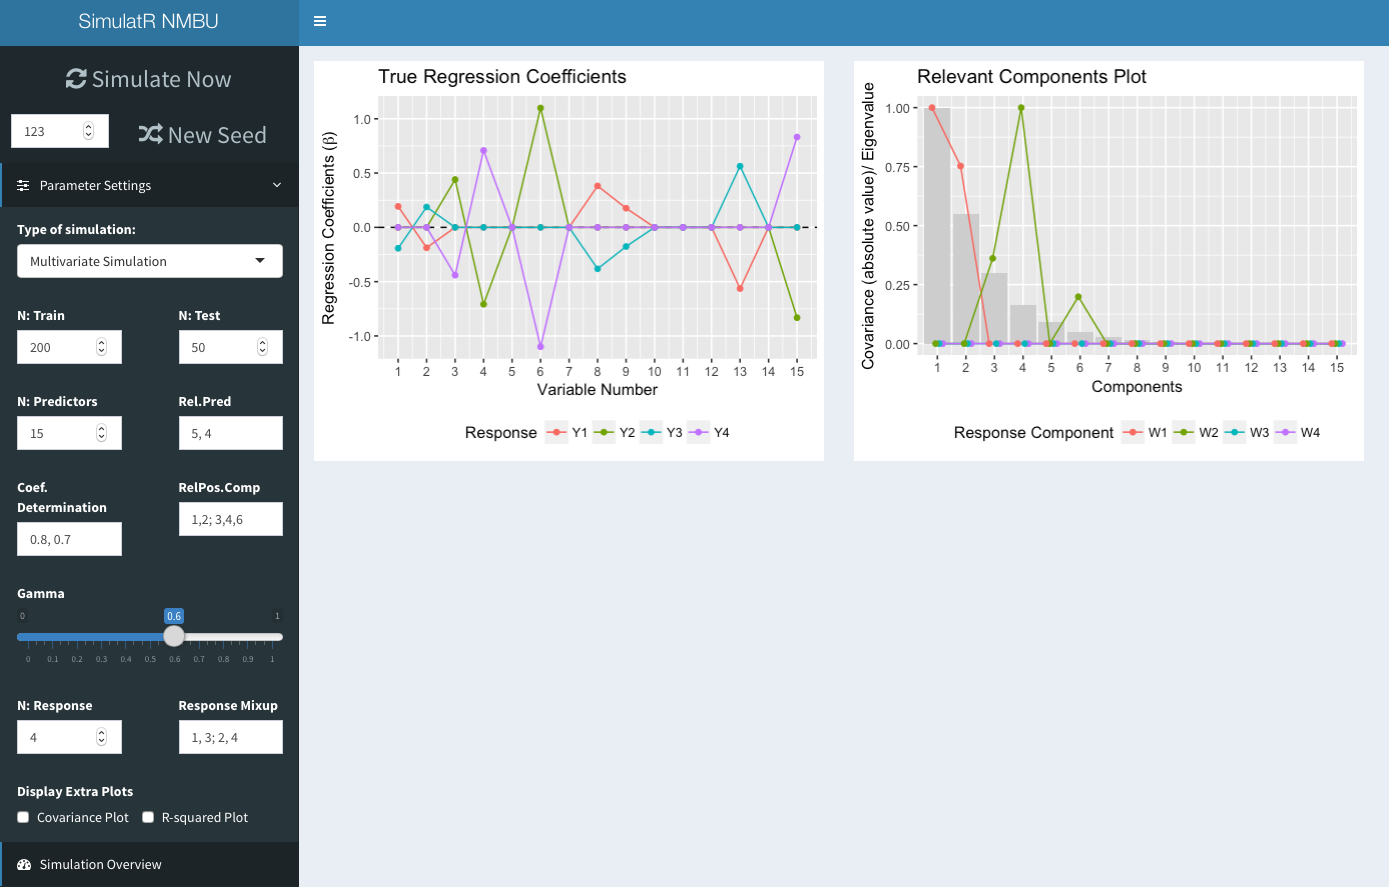 SimulatR NMBU
Simulate Now
123
New Seed
Parameter Settings
Type of simulation:
Multivariate Simulation
N: Train
N: Test
200
50
N: Predictors
Rel.Pred
15
5, 4
Coef.
Determination
RelPos.Comp
0.8, 0.7
1,2; 3,4,6
Gamma
0
0.6
1
0 0.1 0.2 0.3 0.4 0.5 0.6 0.7 0.8 0.9 1
N: Response
Response Mixup
4
1, 3; 2, 4
Display Extra Plots
Covariance Plot
R-squared Plot
Simulation Overview
True Regression Coefficients
Regression Coefficients (β)
1.0
0.5
0.0
-0.5
-1.0
1 2 3 4 5 6 7 8 9 10 11 12 13 14 15
Variable Number
Response Y1 Y2 Y3 Y4
Relevant Components Plot
Covariance (absolute value)/ Eigenvalue
1.00
0.75
0.50
0.25
0.00
1 2 3 4 5 6 7 8 9 10 11 12 13 14 15
Components
Response Component W1 W2 W3 W4